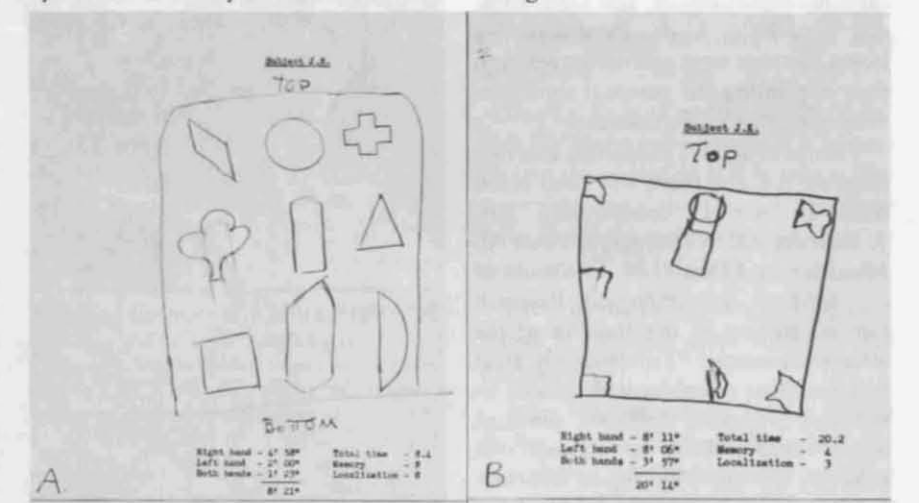 Subject J.K.
TOP
BOTTOM
Right hand - 4' 58" Total time - 8.4
Left hand - 2' 00" Memory - 8
Both hands - 1' 23" Localization - 8
8' 21"
A
Subject J.K.
Top
Right hand - 8' 11" Total time - 20.2
Left hand - 8' 06" Memory - 4
Both hands - 3' 57" Localization - 3
20' 14"
B